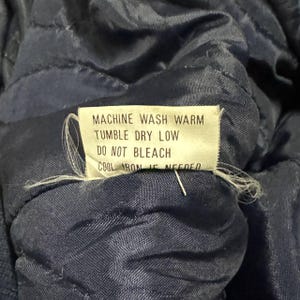 MACHINE WASH WARM
TUMBLE DRY LOW
DO NOT BLEACH
COOL IRON IF NEEDED